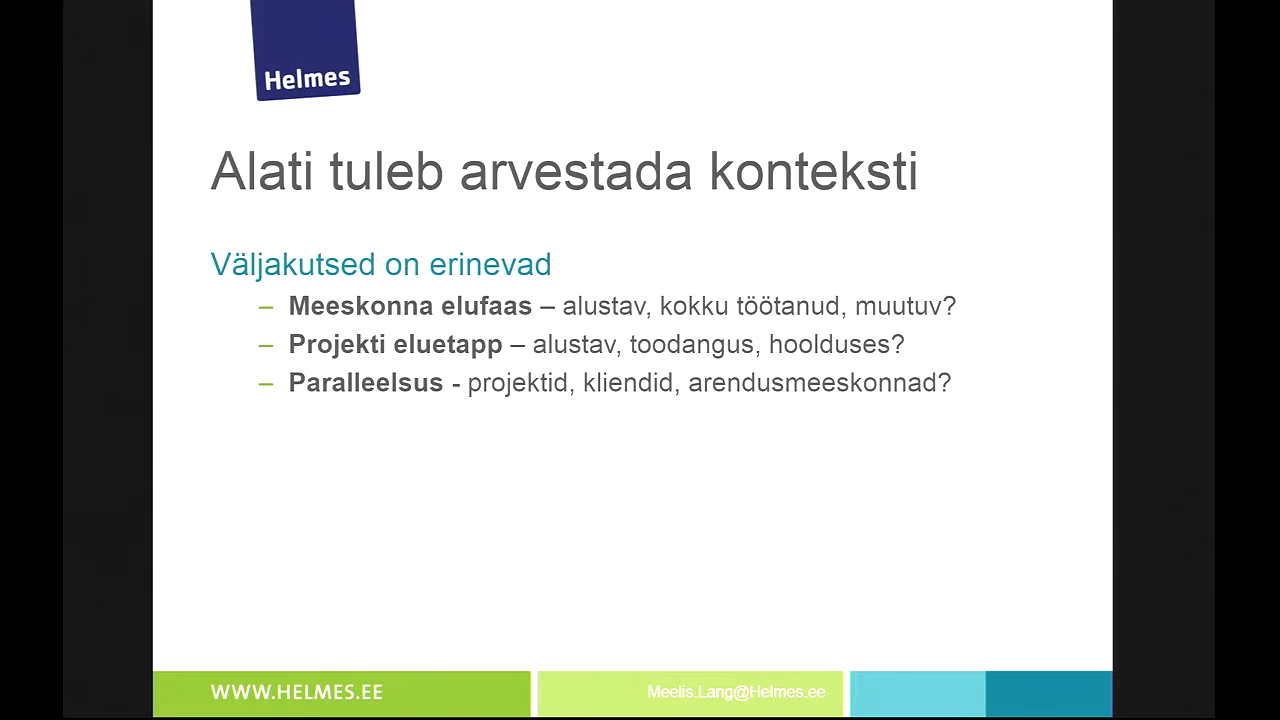 Helmes
Alati tuleb arvestada konteksti
Väljakutsed on erinevad
– Meeskonna elufaas – alustav, kokku töötanud, muutuv?
– Projekti eluetapp – alustav, toodangus, hoolduses?
– Paralleelsus - projektid, kliendid, arendusmeeskonnad?
WWW.HELMES.EE
Meelis.Lang@Helmes.ee